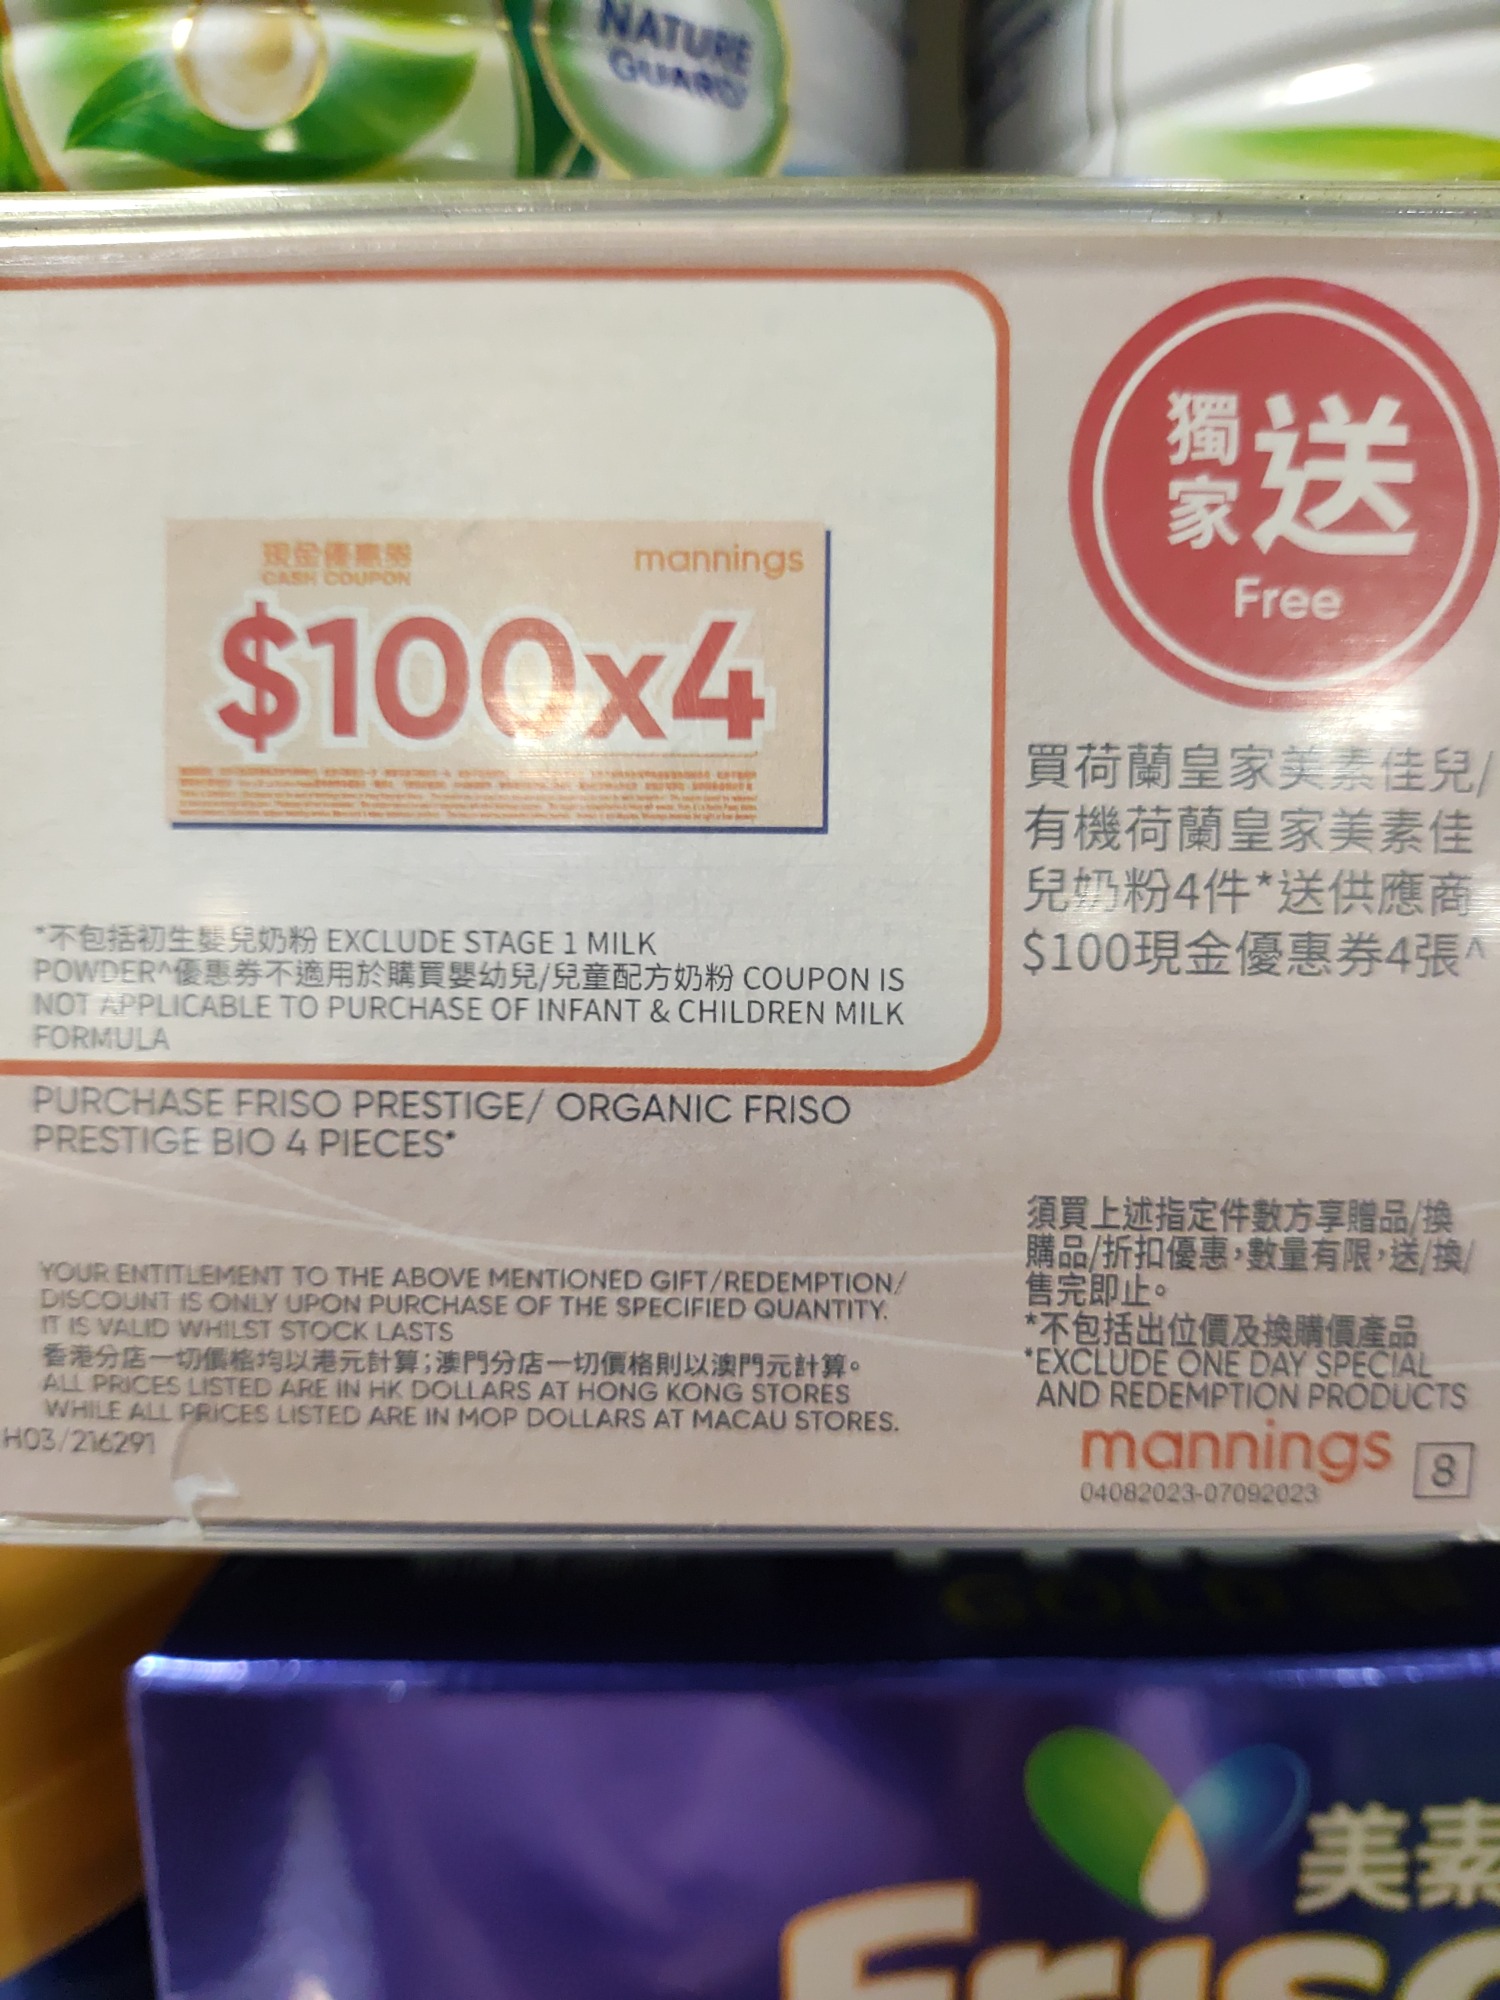 NATURE
GUARD
獨家送
Free
現金優惠券
CASH COUPON
mannings
$100x4
買荷蘭皇家美素佳兒/
有機荷蘭皇家美素佳
兒奶粉4件*送供應商
$100現金優惠券4張^
*不包括初生嬰兒奶粉 EXCLUDE STAGE 1 MILK
POWDER^優惠券不適用於購買嬰幼兒/兒童配方奶粉 COUPON IS
NOT APPLICABLE TO PURCHASE OF INFANT & CHILDREN MILK
FORMULA
PURCHASE FRISO PRESTIGE/ ORGANIC FRISO
PRESTIGE BIO 4 PIECES*
YOUR ENTITLEMENT TO THE ABOVE MENTIONED GIFT/REDEMPTION/
DISCOUNT IS ONLY UPON PURCHASE OF THE SPECIFIED QUANTITY.
IT IS VALID WHILST STOCK LASTS
香港分店一切價格均以港元計算;澳門分店一切價格則以澳門元計算。
ALL PRICES LISTED ARE IN HK DOLLARS AT HONG KONG STORES
WHILE ALL PRICES LISTED ARE IN MOP DOLLARS AT MACAU STORES.
H03/216291
須買上述指定件數方享贈品/換
購品/折扣優惠,數量有限,送/換/
售完即止。
*不包括出位價及換購價產品
*EXCLUDE ONE DAY SPECIAL
AND REDEMPTION PRODUCTS
mannings
8
04082023-07092023
GOLD
美素
Friso